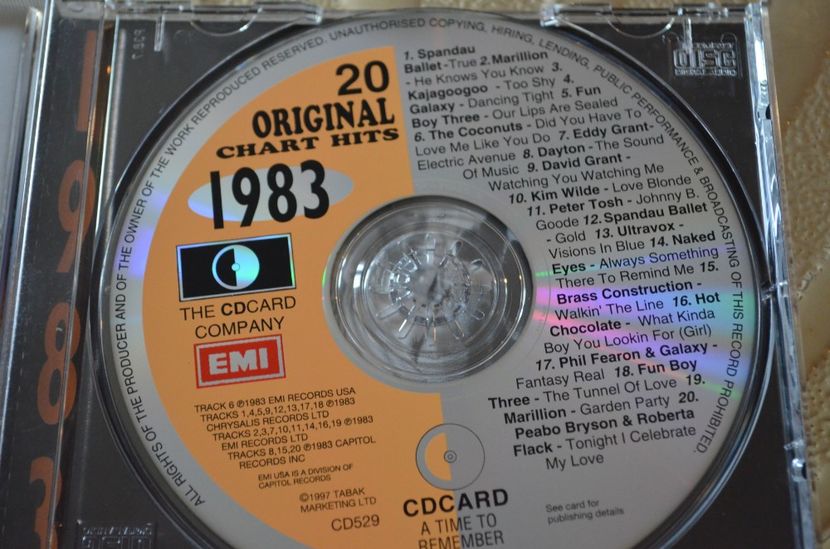 ALL RIGHTS OF THE PRODUCER AND OF THE OWNER OF THE WORK REPRODUCED RESERVED. UNAUTHORISED COPYING, HIRING, LENDING, PUBLIC PERFORMANCE & BROADCASTING OF THIS RECORD PROHIBITED.
20
ORIGINAL
CHART HITS
1983
THE CDCARD
COMPANY
EMI
TRACK 6 ℗1983 EMI RECORDS USA
TRACKS 1,4,5,9,12,13,17,18 ℗1983
CHRYSALIS RECORDS LTD
TRACKS 2,3,7,10,11,14,16,19 ℗1983
EMI RECORDS LTD
TRACKS 8,15,20 ℗1983 CAPITOL
RECORDS INC
EMI USA IS A DIVISION OF
CAPITOL RECORDS
©1997 TABAK
MARKETING LTD
CD529
1. Spandau
Ballet-True 2.Marillion
- He Knows You Know 3.
Kajagoogoo - Too Shy 4.
Galaxy - Dancing Tight 5. Fun
Boy Three - Our Lips Are Sealed
6. The Coconuts - Did You Have To
Love Me Like You Do 7. Eddy Grant-
Electric Avenue 8. Dayton -The Sound
Of Music 9. David Grant -
Watching You Watching Me
10. Kim Wilde - Love Blonde
11. Peter Tosh - Johnny B.
Goode 12. Spandau Ballet
- Gold 13. Ultravox -
Visions In Blue 14. Naked
Eyes - Always Something
There To Remind Me 15.
Brass Construction -
Walkin' The Line 16. Hot
Chocolate - What Kinda
Boy You Lookin For (Girl)
17. Phil Fearon & Galaxy -
Fantasy Real 18. Fun Boy
Three - The Tunnel Of Love 19.
Marillion - Garden Party 20.
Peabo Bryson & Roberta
Flack - Tonight I Celebrate
My Love
CDCARD
A TIME TO
REMEMBER
See card for
publishing details
COMPACT
disc
DIGITAL AUDIO
1983